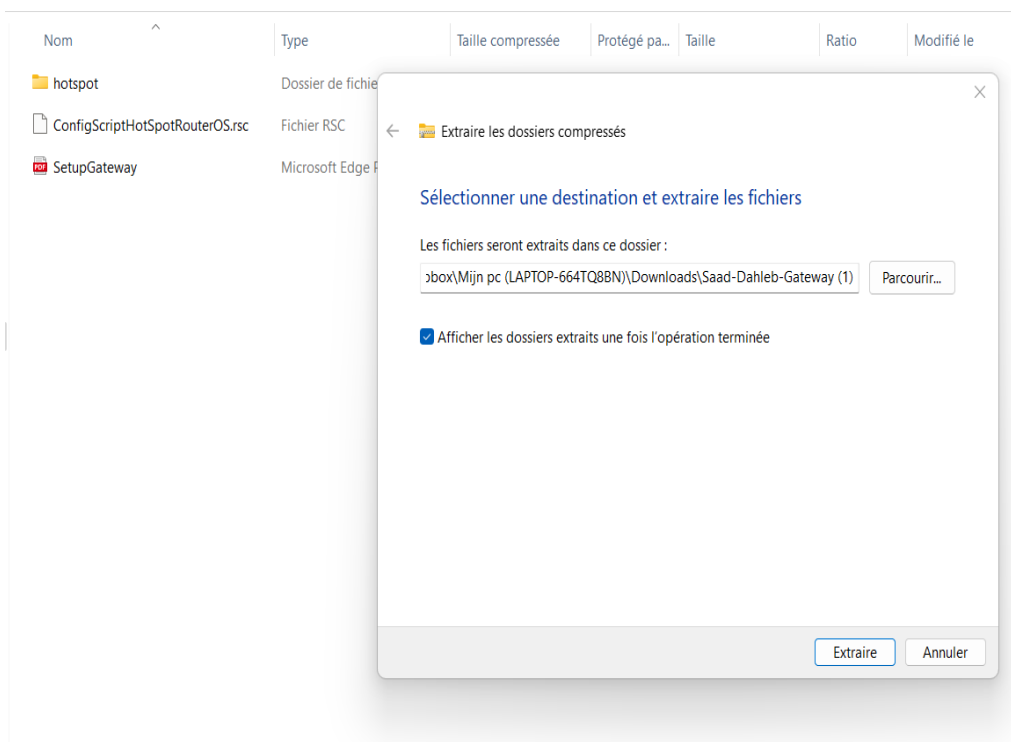 Nom Type Taille compressée Protégé pa... Taille Ratio Modifié le
hotspot Dossier de fichie
ConfigScriptHotSpotRouterOS.rsc Fichier RSC
SetupGateway Microsoft Edge P
Extraire les dossiers compressés
Sélectionner une destination et extraire les fichiers
Les fichiers seront extraits dans ce dossier :
box\Mijn pc (LAPTOP-664TQ8BN)\Downloads\Saad-Dahleb-Gateway (1) Parcourir...
Afficher les dossiers extraits une fois l'opération terminée
Extraire Annuler